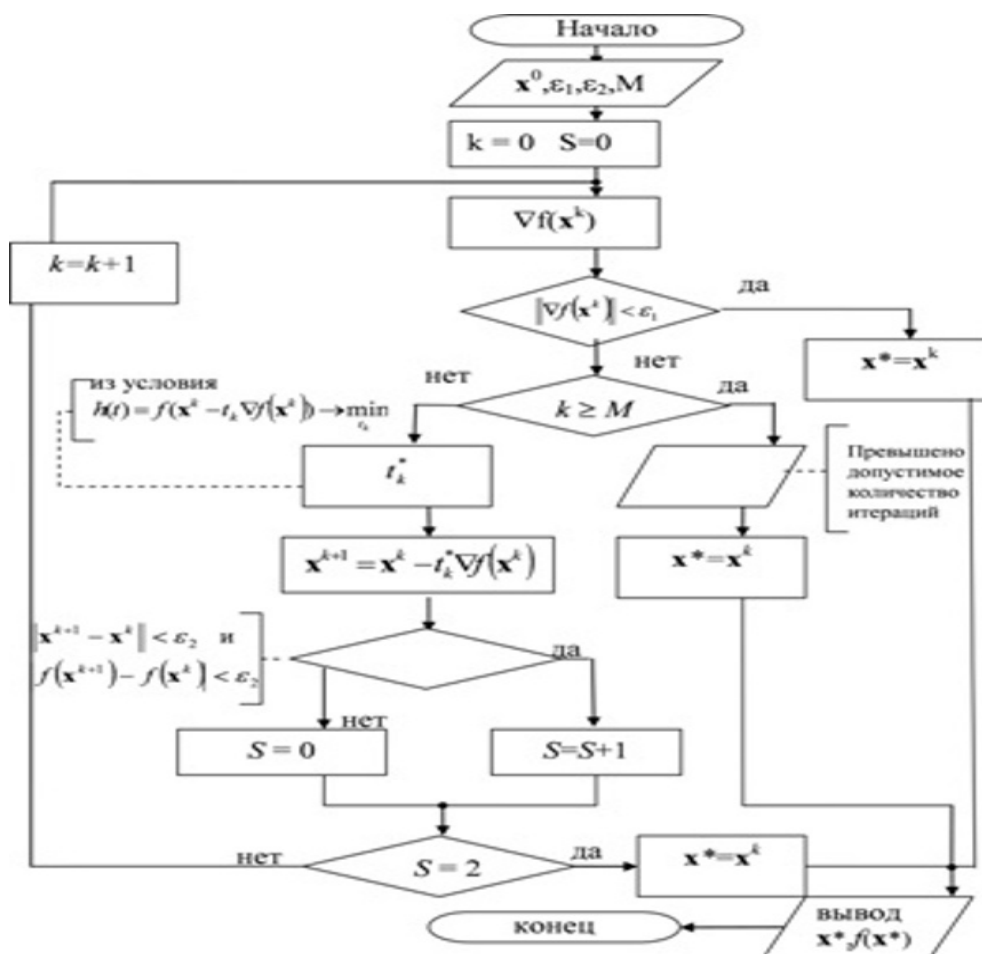 Начало
x⁰,ε₁,ε₂,M
k = 0 S=0
∇f(xᵏ)
k=k+1
да
‖∇f(xᵏ)‖<ε₁
x*=xᵏ
нет
нет
из условия
h(t) = f(xᵏ − tₖ∇f(xᵏ))→min
tₖ
k ≥ M
да
tₖ*
Превышено
допустимое
количество
итераций
xᵏ⁺¹ = xᵏ − tₖ*∇f(xᵏ)
x*=xᵏ
‖xᵏ⁺¹ − xᵏ‖ < ε₂ и
f(xᵏ⁺¹)− f(xᵏ)| < ε₂
да
нет
S = 0
S=S+1
нет
S = 2
да
x*=xᵏ
вывод
x*,f(x*)
конец